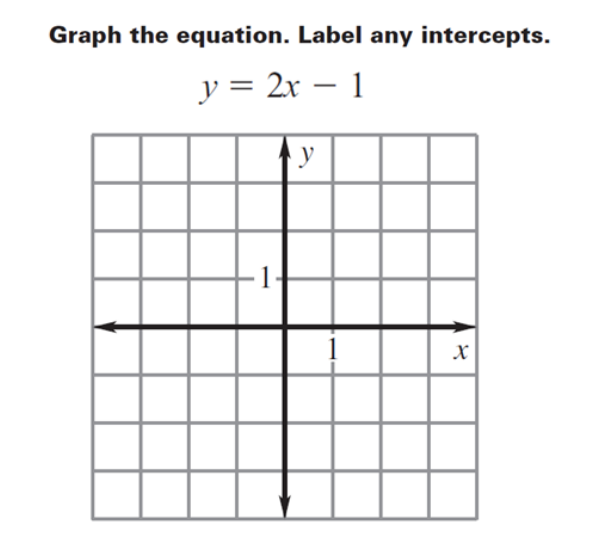 Graph the equation. Label any intercepts.
y = 2x − 1
y
1
1
x